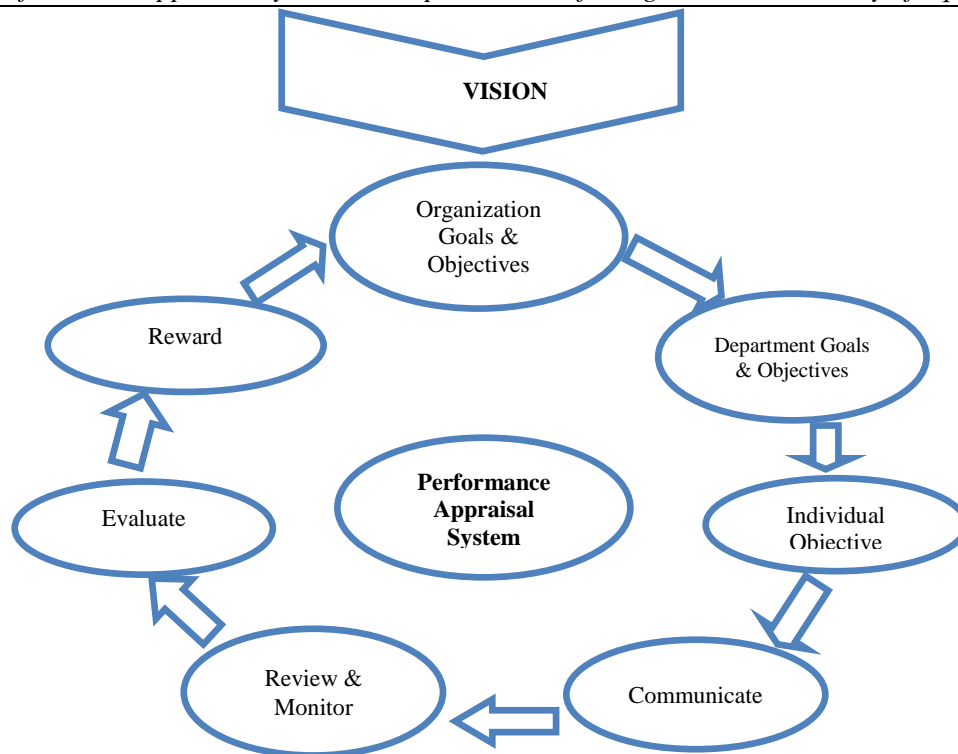 VISION
Organization
Goals &
Objectives
Department Goals
& Objectives
Individual
Objective
Communicate
Review &
Monitor
Evaluate
Reward
Performance
Appraisal
System